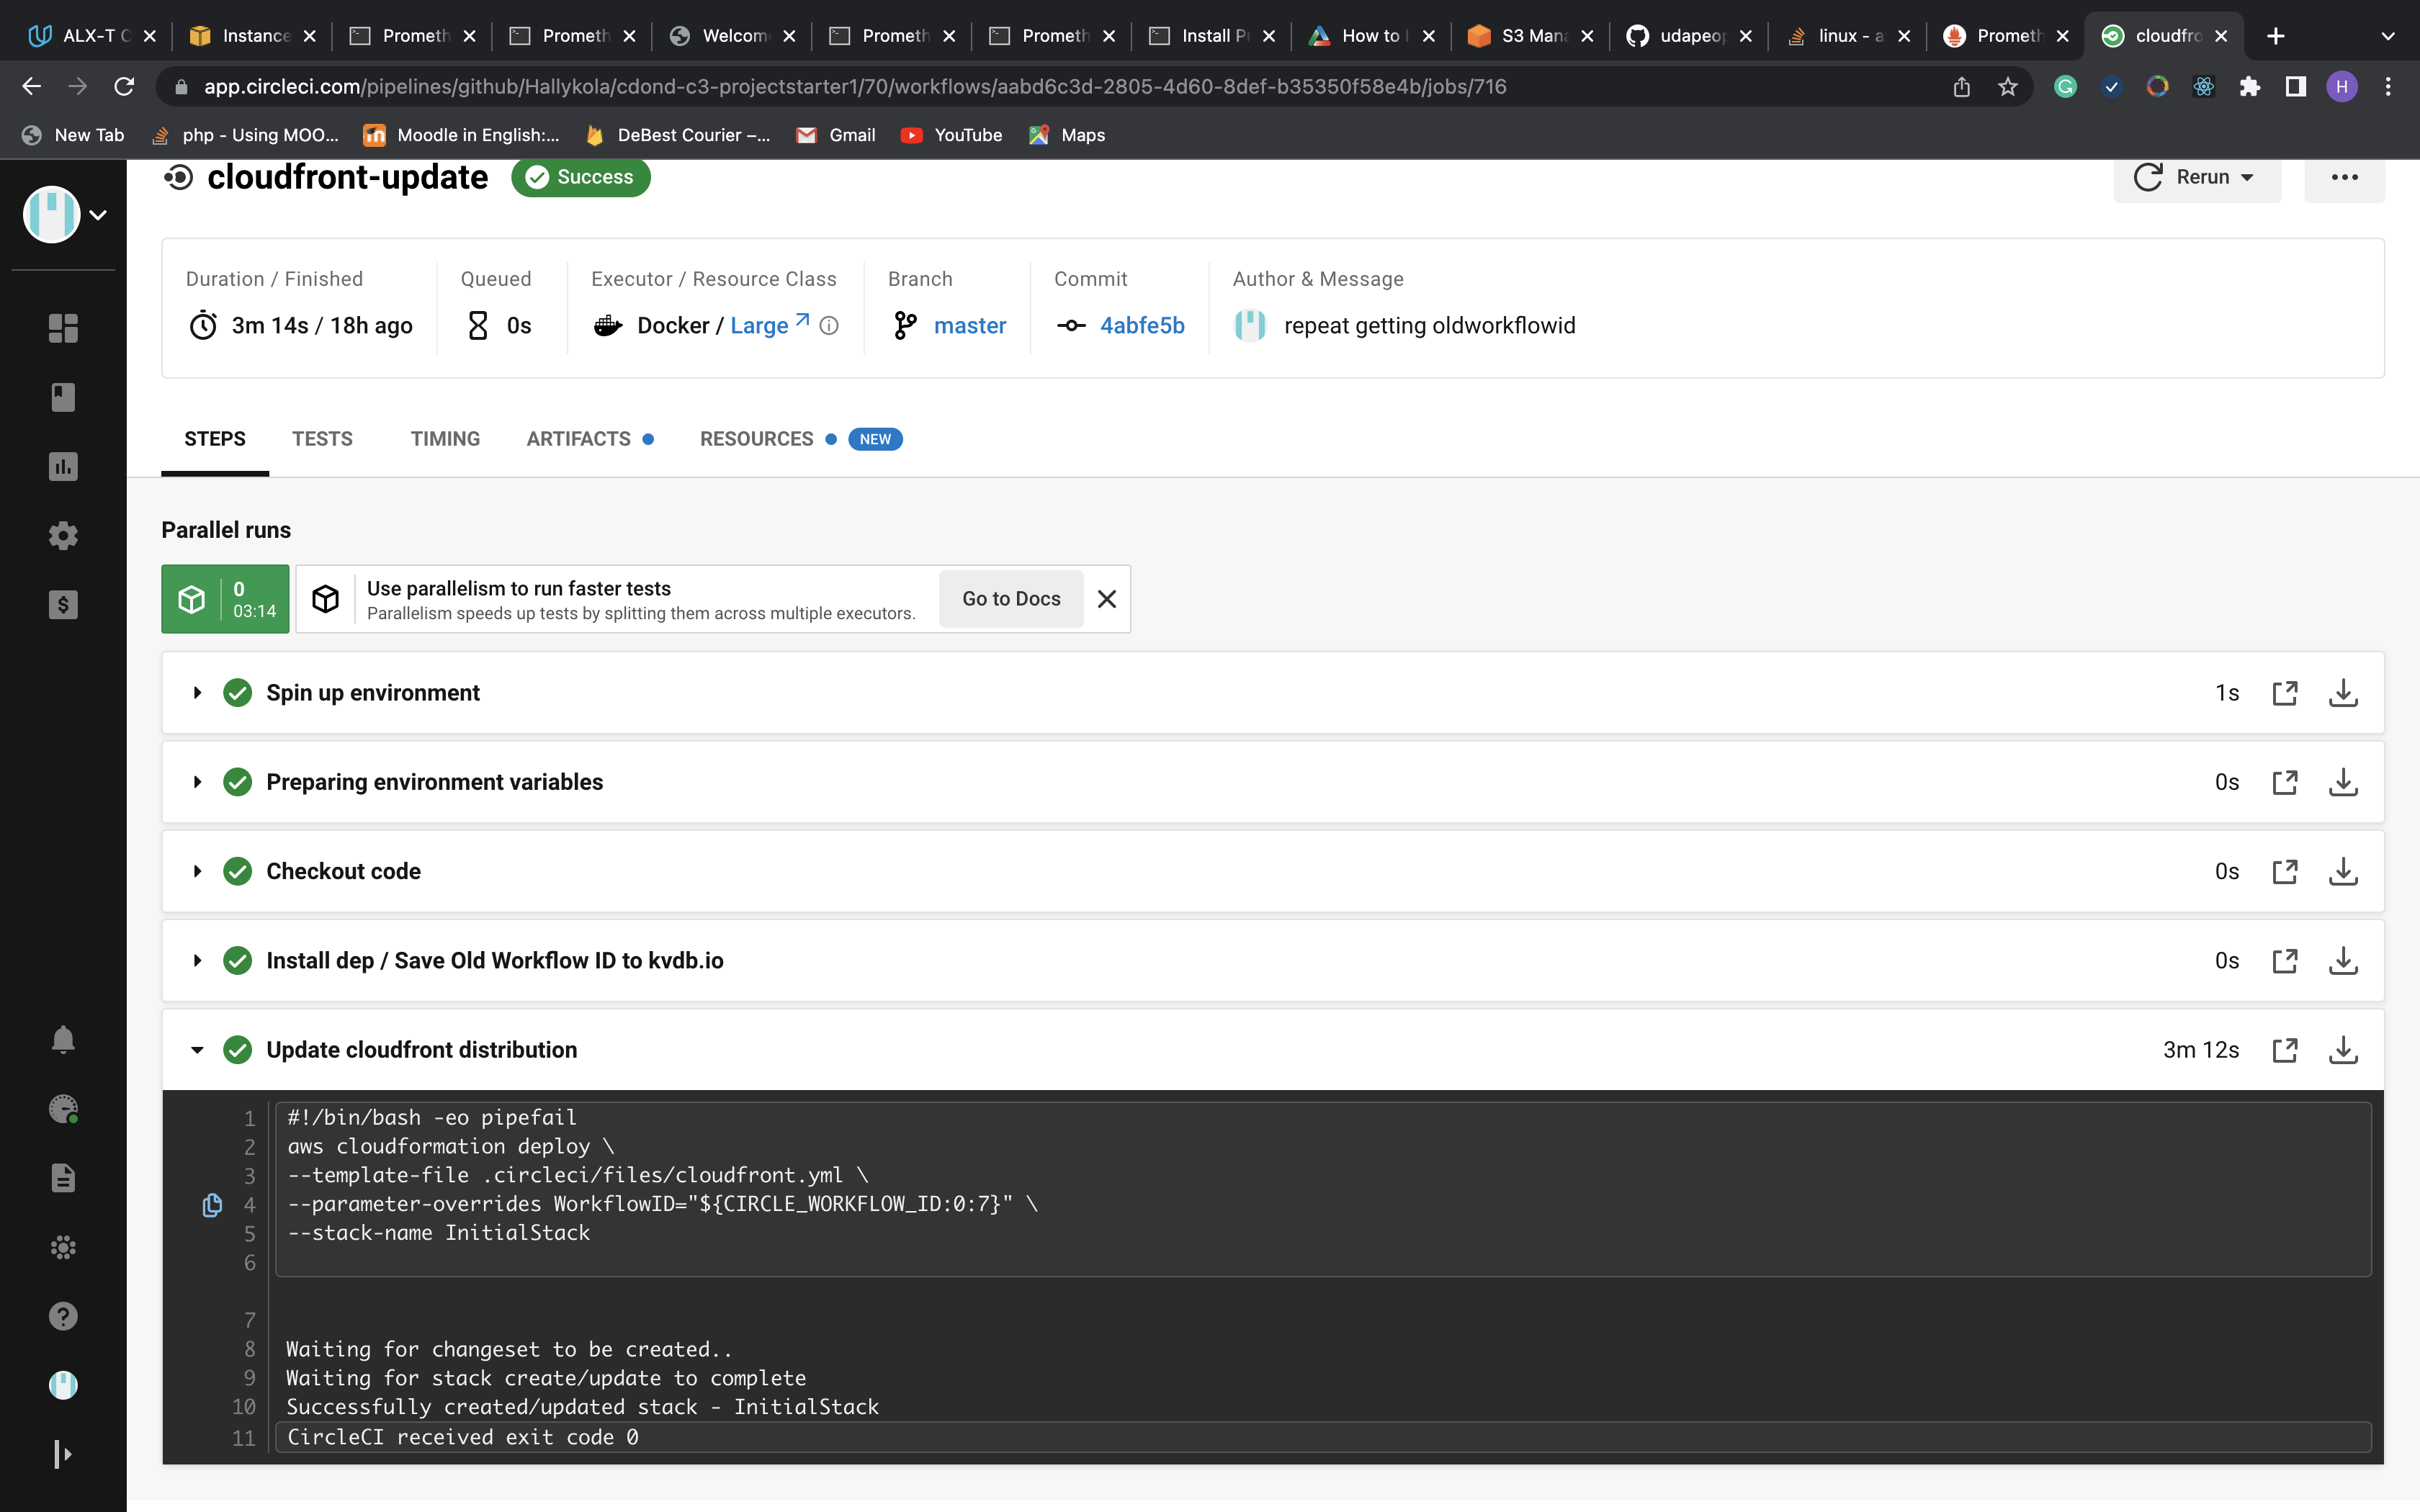 ALX-T C
Instance
Prometh
Prometh
Welcom
Prometh
Prometh
Install Pr
How to I
S3 Mana
udapeop
linux - a
Prometh
cloudfro
app.circleci.com/pipelines/github/Hallykola/cdond-c3-projectstarter1/70/workflows/aabd6c3d-2805-4d60-8def-b35350f58e4b/jobs/716
H
New Tab
php - Using MOO...
Moodle in English:...
DeBest Courier –...
Gmail
YouTube
Maps
cloudfront-update
Success
Rerun
Duration / Finished
Queued
Executor / Resource Class
Branch
Commit
Author & Message
3m 14s / 18h ago
0s
Docker / Large
master
4abfe5b
repeat getting oldworkflowid
STEPS
TESTS
TIMING
ARTIFACTS
RESOURCES
NEW
Parallel runs
0
03:14
Use parallelism to run faster tests
Parallelism speeds up tests by splitting them across multiple executors.
Go to Docs
Spin up environment
1s
Preparing environment variables
0s
Checkout code
0s
Install dep / Save Old Workflow ID to kvdb.io
0s
Update cloudfront distribution
3m 12s
1 #!/bin/bash -eo pipefail
2 aws cloudformation deploy \
3 --template-file .circleci/files/cloudfront.yml \
4 --parameter-overrides WorkflowID="${CIRCLE_WORKFLOW_ID:0:7}" \
5 --stack-name InitialStack
6
7
8 Waiting for changeset to be created..
9 Waiting for stack create/update to complete
10 Successfully created/updated stack - InitialStack
11 CircleCI received exit code 0